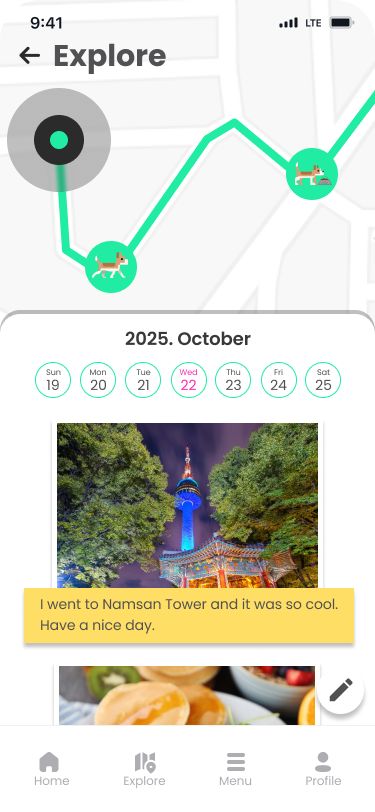 9:41
LTE
Explore
2025. October
Sun
19
Mon
20
Tue
21
Wed
22
Thu
23
Fri
24
Sat
25
I went to Namsan Tower and it was so cool.
Have a nice day.
Home
Explore
Menu
Profile